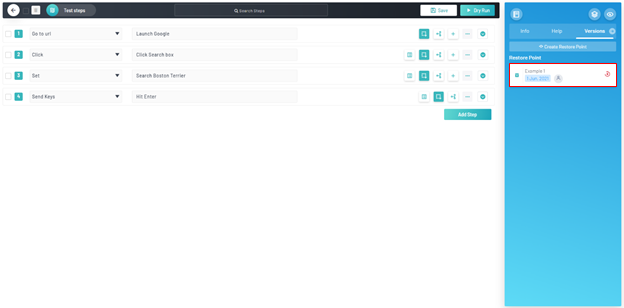 Test steps
Search Steps
Save
Dry Run
1 Go to url Launch Google
2 Click Click Search box
3 Set Search Boston Terrier
4 Send Keys Hit Enter
Add Step
Info Help Versions
Create Restore Point
Restore Point
Example 1